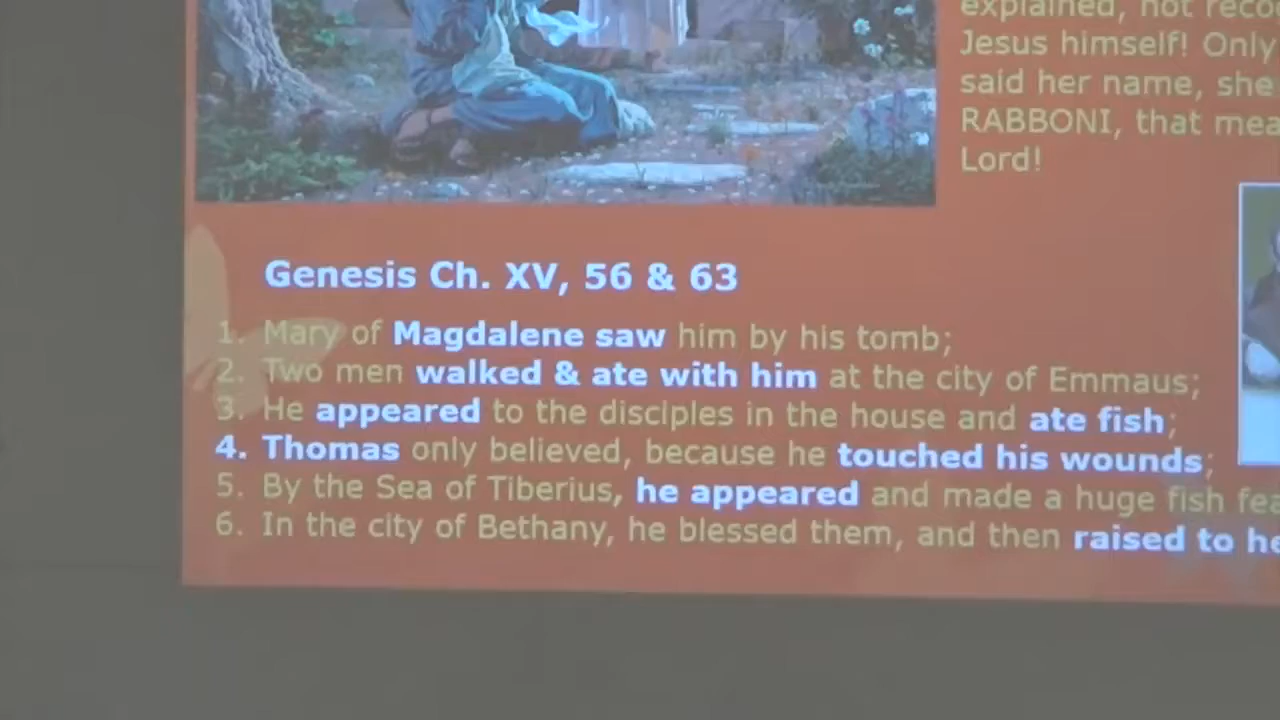 explained, not
Jesus himself! Only
said her name, she
RABBONI, that
Lord!
Genesis Ch. XV, 56 & 63
1. Mary of Magdalene saw him by his tomb;
2. Two men walked & ate with him at the city of Emmaus;
3. He appeared to the disciples in the house and ate fish;
4. Thomas only believed, because he touched his wounds;
5. By the Sea of Tiberius, he appeared and made a huge fish
6. In the city of Bethany, he blessed them, and then raised to